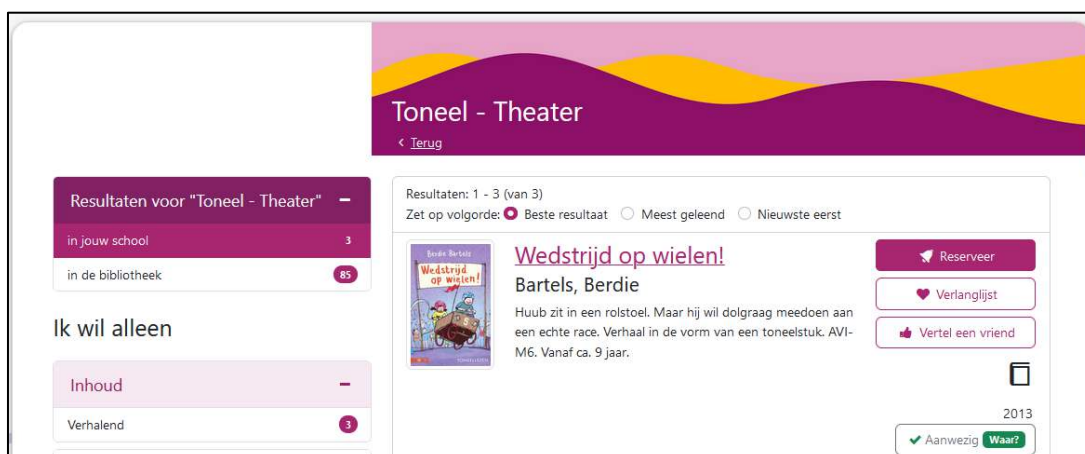 Toneel - Theater
< Terug
Resultaten voor "Toneel - Theater" −
in jouw school 3
in de bibliotheek 85
Ik wil alleen
Inhoud −
Verhalend 3
Resultaten: 1 - 3 (van 3)
Zet op volgorde: Beste resultaat Meest geleend Nieuwste eerst
Berdie Bartels
Wedstrijd
op wielen!
Wedstrijd op wielen!
Bartels, Berdie
Huub zit in een rolstoel. Maar hij wil dolgraag meedoen aan
een echte race. Verhaal in de vorm van een toneelstuk. AVI-
M6. Vanaf ca. 9 jaar.
Reserveer
Verlanglijst
Vertel een vriend
2013
Aanwezig Waar?